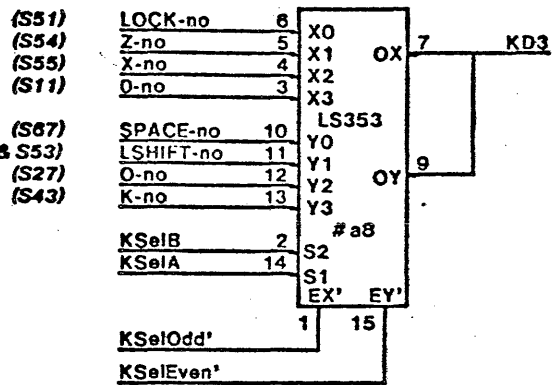 (S51) LOCK-no 6 X0
(S54) Z-no 5 X1 OX 7 KD3
(S55) X-no 4 X2
(S11) 0-no 3 X3
LS353
(S67) SPACE-no 10 Y0
& S53) LSHIFT-no 11 Y1
(S27) O-no 12 Y2 OY 9
(S43) K-no 13 Y3
#a8
KSelB 2 S2
KSelA 14 S1
EX' EY'
1 15
KSelOdd'
KSelEven'